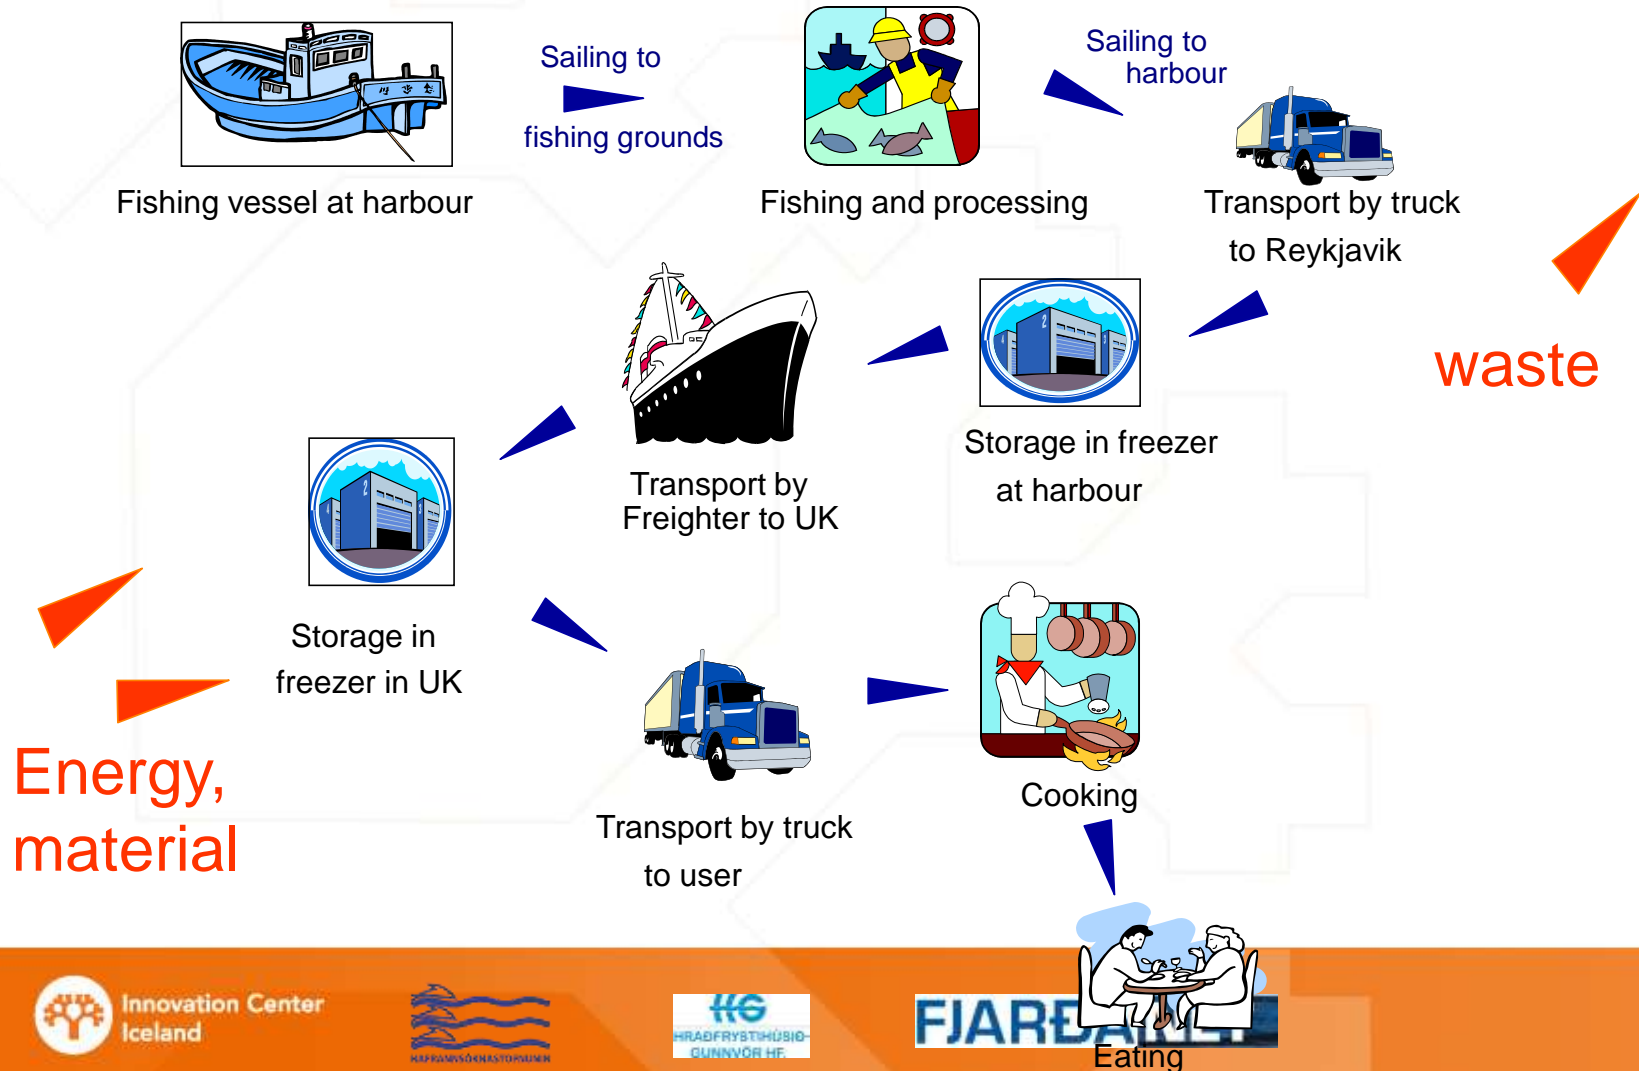 Sailing to
fishing grounds
Sailing to
harbour
Fishing vessel at harbour
Fishing and processing
Transport by truck
to Reykjavik
waste
Storage in freezer
at harbour
Transport by
Freighter to UK
Storage in
freezer in UK
Energy,
material
Transport by truck
to user
Cooking
Innovation Center
Iceland
HAFRANNSÓKNASTOFNUNIN
HG
HRAÐFRYSTIHÚSIÐ-
GUNNVÖR HF.
Eating